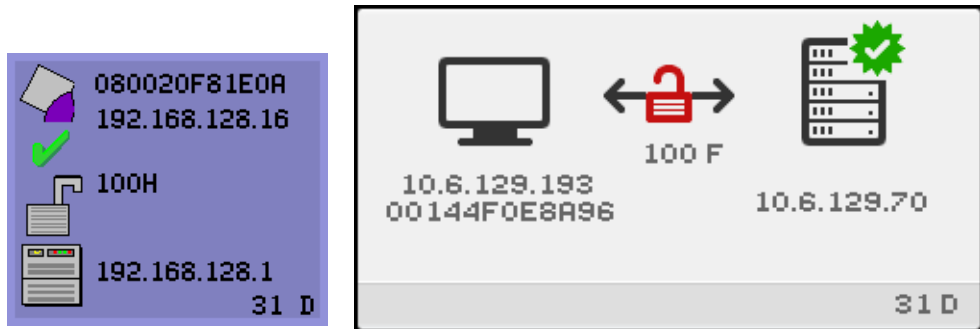 080020F81E0A
192.168.128.16
100H
192.168.128.1
31 D
100 F
10.6.129.193
00144F0E8A96
10.6.129.70
31 D